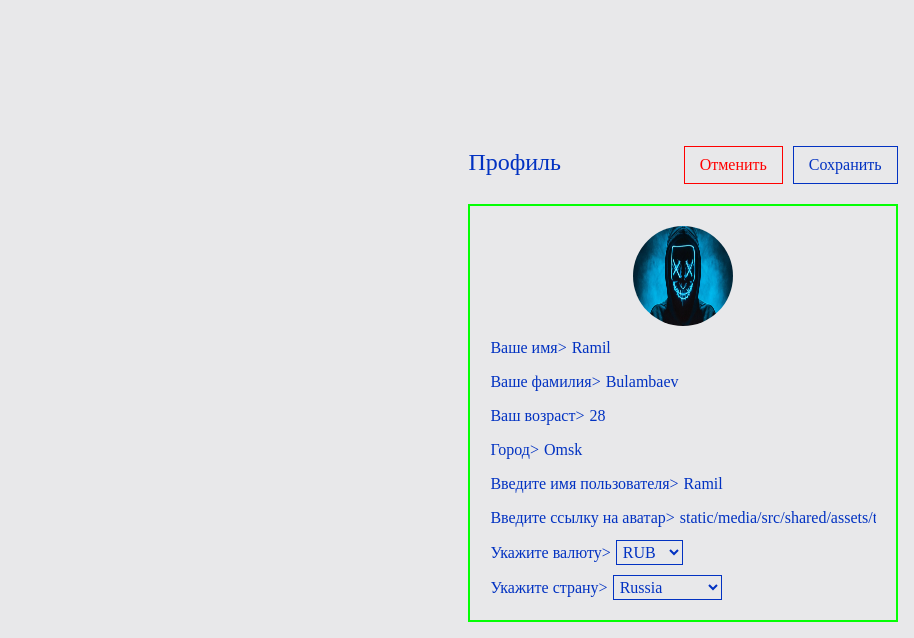 Профиль
Отменить
Сохранить
Ваше имя> Ramil
Ваше фамилия> Bulambaev
Ваш возраст> 28
Город> Omsk
Введите имя пользователя> Ramil
Введите ссылку на аватар> static/media/src/shared/assets/t
Укажите валюту> RUB
Укажите страну> Russia